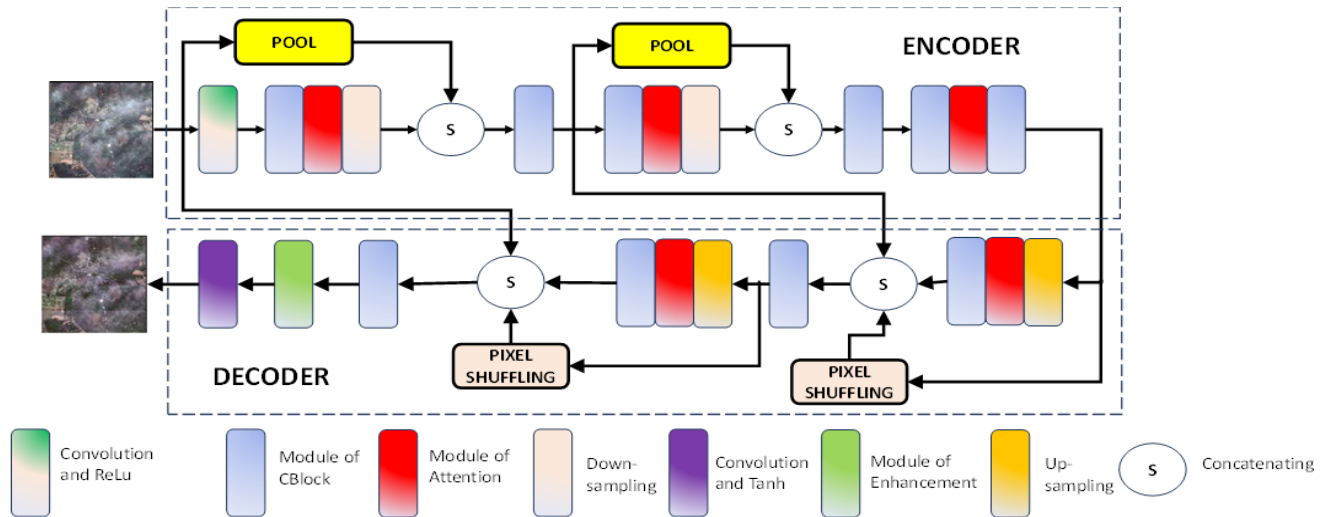 POOL
POOL
ENCODER
S
S
S
S
PIXEL
SHUFFLING
PIXEL
SHUFFLING
DECODER
Convolution
and ReLu
Module of
CBlock
Module of
Attention
Down-
sampling
Convolution
and Tanh
Module of
Enhancement
Up-
sampling
S
Concatenating